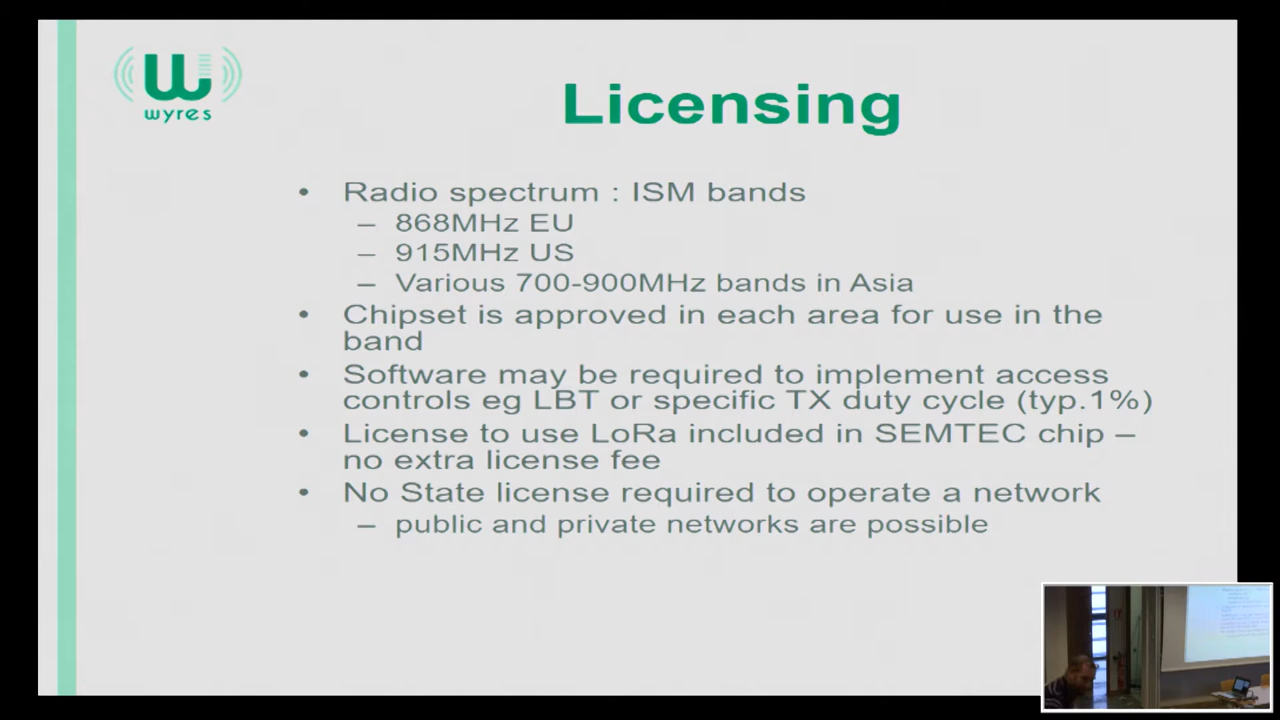 wyres
Licensing
• Radio spectrum : ISM bands
– 868MHz EU
– 915MHz US
– Various 700-900MHz bands in Asia
• Chipset is approved in each area for use in the
band
• Software may be required to implement access
controls eg LBT or specific TX duty cycle (typ.1%)
• License to use LoRa included in SEMTEC chip –
no extra license fee
• No State license required to operate a network
– public and private networks are possible